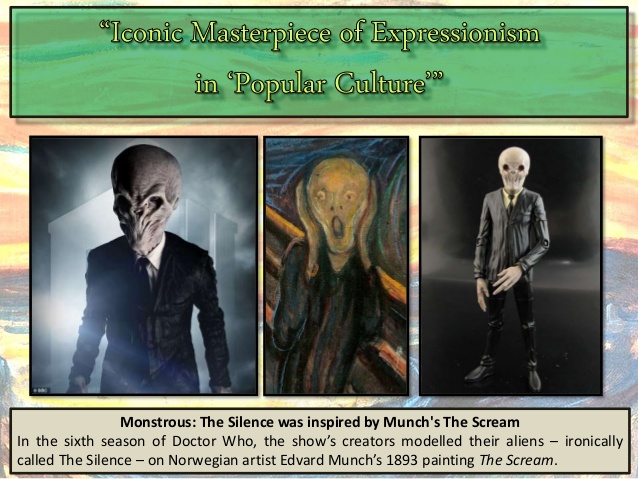 “Iconic Masterpiece of Expressionism
in ‘Popular Culture’”
© BBC
Monstrous: The Silence was inspired by Munch's The Scream
In the sixth season of Doctor Who, the show’s creators modelled their aliens – ironically
called The Silence – on Norwegian artist Edvard Munch’s 1893 painting The Scream.